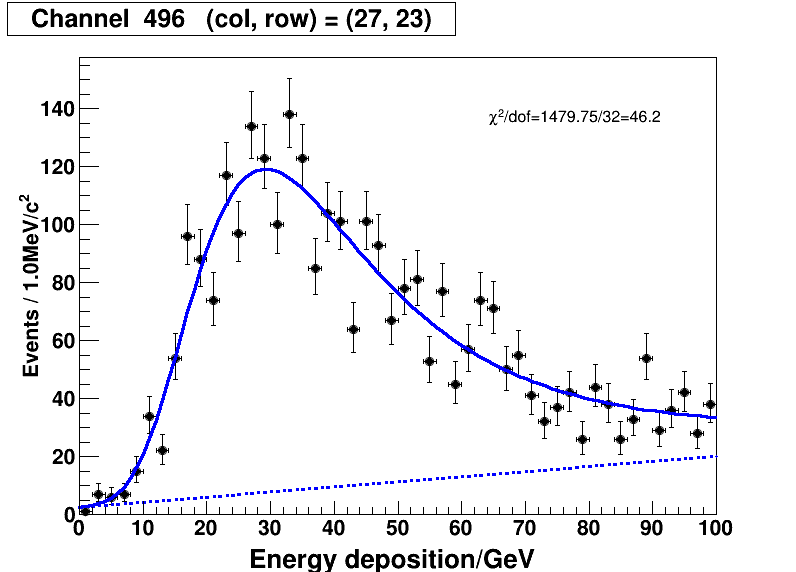 Channel  496   (col, row) = (27, 23)
χ²/dof=1479.75/32=46.2
Events / 1.0MeV/c²
140
120
100
80
60
40
20
0
0 10 20 30 40 50 60 70 80 90 100
Energy deposition/GeV